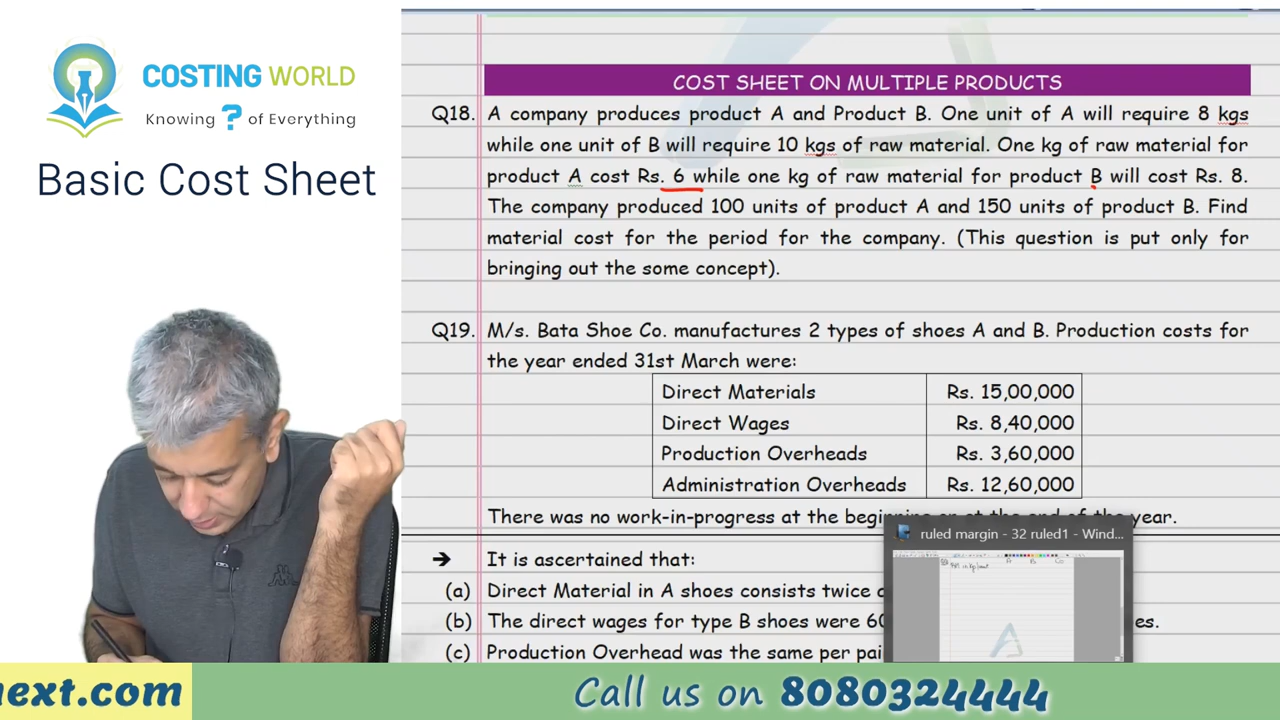 COSTING WORLD
Knowing ? of Everything
Basic Cost Sheet
COST SHEET ON MULTIPLE PRODUCTS
Q18. A company produces product A and Product B. One unit of A will require 8 kgs
while one unit of B will require 10 kgs of raw material. One kg of raw material for
product A cost Rs. 6 while one kg of raw material for product B will cost Rs. 8.
The company produced 100 units of product A and 150 units of product B. Find
material cost for the period for the company. (This question is put only for
bringing out the some concept).
Q19. M/s. Bata Shoe Co. manufactures 2 types of shoes A and B. Production costs for
the year ended 31st March were:
Direct Materials Rs. 15,00,000
Direct Wages Rs. 8,40,000
Production Overheads Rs. 3,60,000
Administration Overheads Rs. 12,60,000
There was no work-in-progress at the beginning or at the end of the year.
ruled margin - 32 ruled1 - Wind...
→ It is ascertained that:
(a) Direct Material in A shoes consists twice
(b) The direct wages for type B shoes were 60
(c) Production Overhead was the same per pai
ext.com
Call us on 8080324444